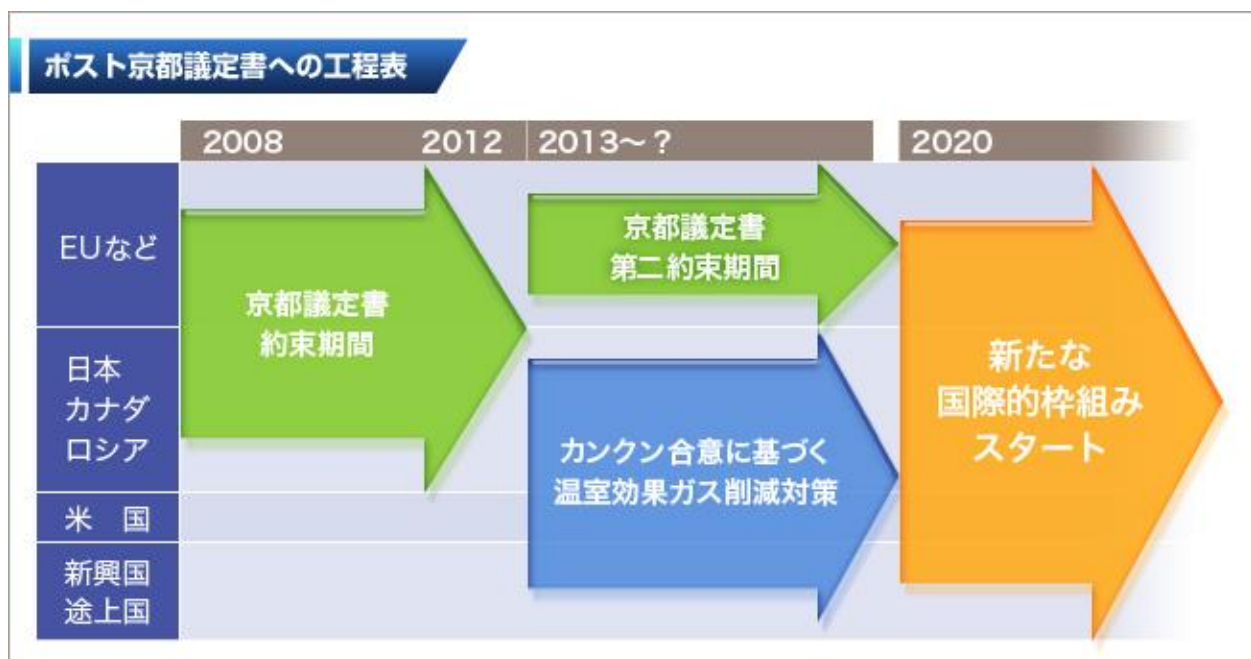 ポスト京都議定書への工程表
2008 2012 2013～? 2020
EUなど
京都議定書
約束期間
京都議定書
第二約束期間
日本
カナダ
ロシア
カンクン合意に基づく
温室効果ガス削減対策
新たな
国際的枠組み
スタート
米 国
新興国
途上国